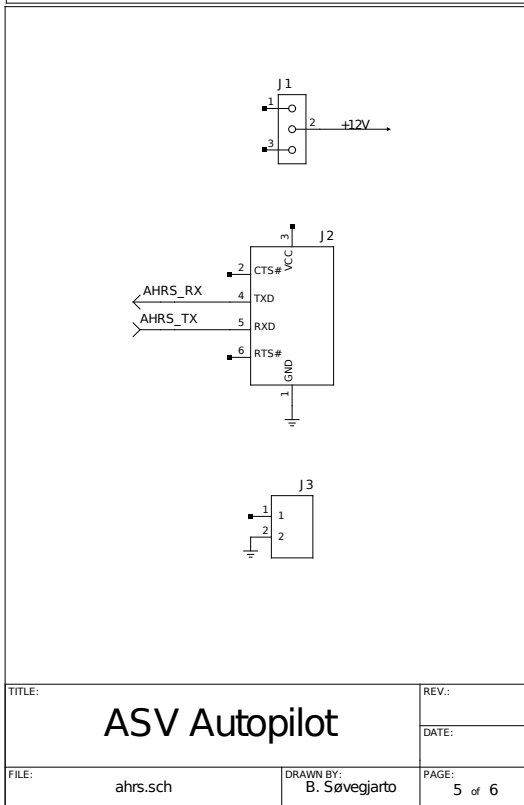 J1
1
2
+12V
3
J2
3
VCC
2
CTS#
AHRS_RX
4
TXD
AHRS_TX
5
RXD
6
RTS#
GND
1
J3
1
1
2
2
TITLE:
ASV Autopilot
REV.:
DATE:
FILE:
ahrs.sch
DRAWN BY:
B. Søvegjarto
PAGE:
5 of 6